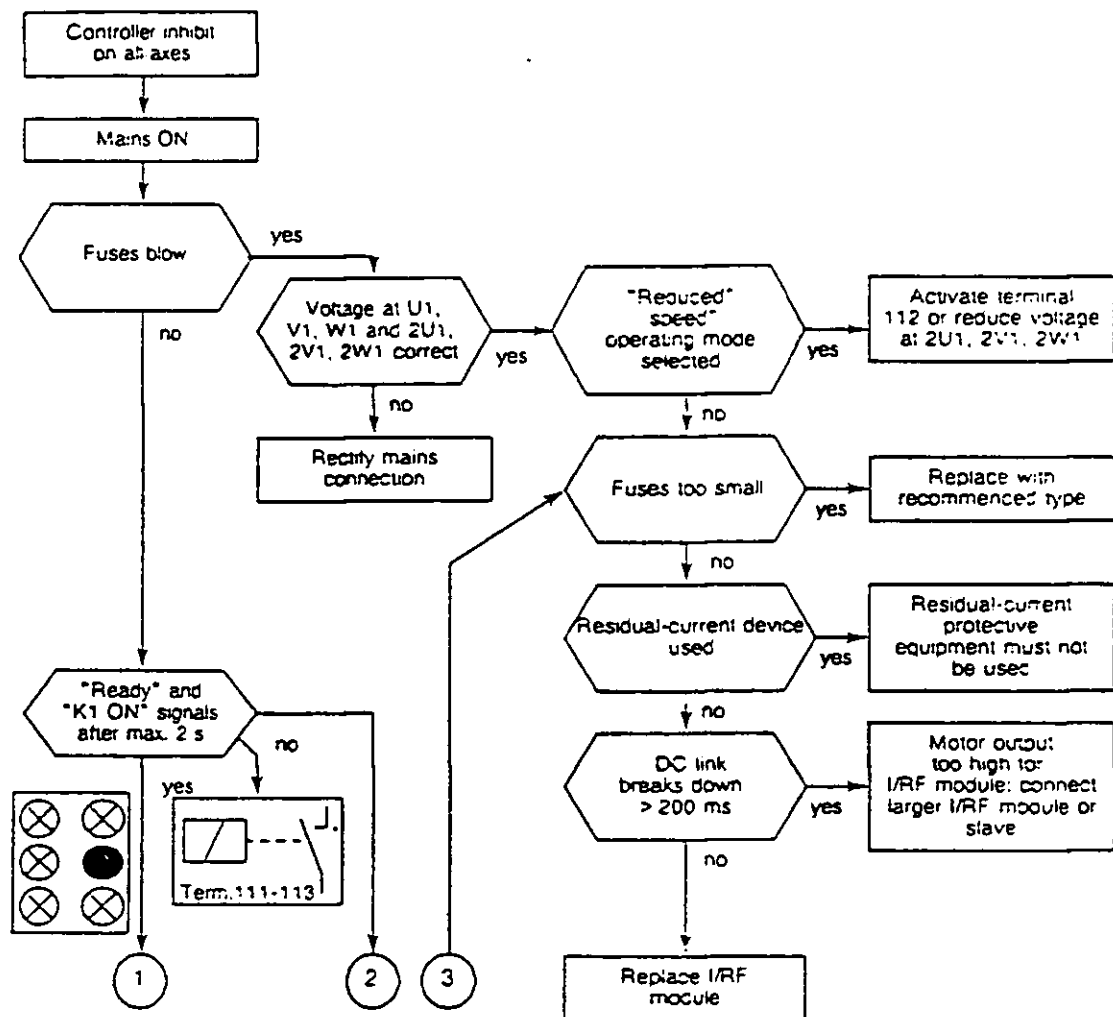 Controller inhibit
on all axes
Mains ON
Fuses blow
yes
no
Voltage at U1,
V1, W1 and 2U1,
2V1, 2W1 correct
yes
no
Rectify mains
connection
"Reduced"
speed"
operating mode
selected
yes
no
Activate terminal
112 or reduce voltage
at 2U1, 2V1, 2W1
Fuses too small
yes
no
Replace with
recommended type
Residual-current device
used
yes
no
Residual-current
protective
equipment must not
be used
DC link
breaks down
> 200 ms
yes
no
Motor output
too high for
I/RF module: connect
larger I/RF module or
slave
Replace I/RF
module
"Ready" and
"K1 ON" signals
after max. 2 s
no
yes
Term.111-113
1
2
3